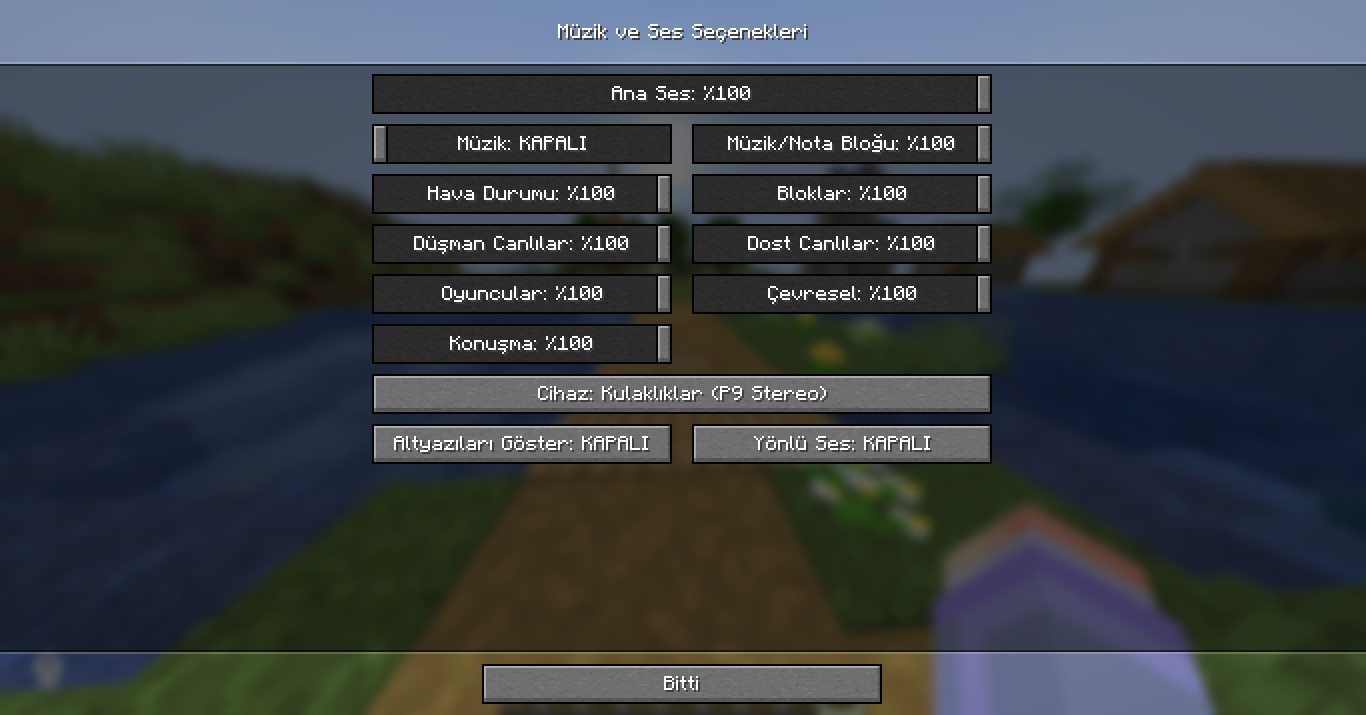 Müzik ve Ses Seçenekleri
Ana Ses: %100
Müzik: KAPALI
Müzik/Nota Bloğu: %100
Hava Durumu: %100
Bloklar: %100
Düşman Canlılar: %100
Dost Canlılar: %100
Oyuncular: %100
Çevresel: %100
Konuşma: %100
Cihaz: Kulaklıklar (P9 Stereo)
Altyazıları Göster: KAPALI
Yönlü Ses: KAPALI
Bitti